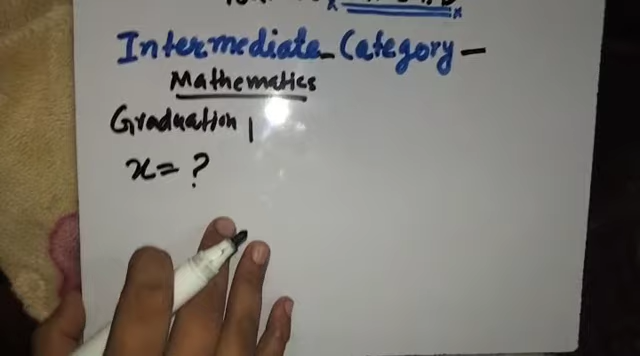 Intermediate - Category -
Mathematics
Graduation |
x = ?